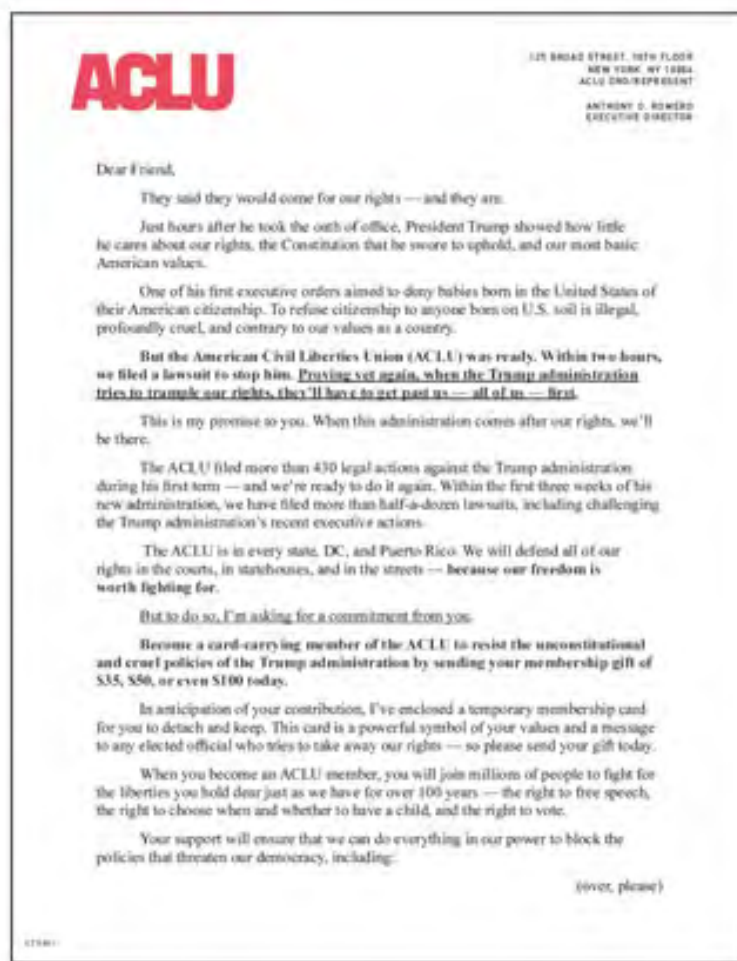 ACLU
125 BROAD STREET, 18TH FLOOR
NEW YORK, NY 10004
ACLU.ORG/REPRESENT
ANTHONY D. ROMERO
EXECUTIVE DIRECTOR
Dear Friend,
They said they would come for our rights — and they are.
Just hours after he took the oath of office, President Trump showed how little
he cares about our rights, the Constitution that he swore to uphold, and our most basic
American values.
One of his first executive orders aimed to deny babies born in the United States of
their American citizenship. To refuse citizenship to anyone born on U.S. soil is illegal,
profoundly cruel, and contrary to our values as a country.
But the American Civil Liberties Union (ACLU) was ready. Within two hours,
we filed a lawsuit to stop him. Proving yet again, when the Trump administration
tries to trample our rights, they'll have to get past us — all of us — first.
This is my promise to you. When this administration comes after our rights, we'll
be there.
The ACLU filed more than 430 legal actions against the Trump administration
during his first term — and we're ready to do it again. Within the first three weeks of his
new administration, we have filed more than half-a-dozen lawsuits, including challenging
the Trump administration's recent executive actions.
The ACLU is in every state, DC, and Puerto Rico. We will defend all of our
rights in the courts, in statehouses, and in the streets — because our freedom is
worth fighting for.
But to do so, I'm asking for a commitment from you.
Become a card-carrying member of the ACLU to resist the unconstitutional
and cruel policies of the Trump administration by sending your membership gift of
$35, $50, or even $100 today.
In anticipation of your contribution, I've enclosed a temporary membership card
for you to detach and keep. This card is a powerful symbol of your values and a message
to any elected official who tries to take away our rights — so please send your gift today.
When you become an ACLU member, you will join millions of people to fight for
the liberties you hold dear just as we have for over 100 years — the right to free speech,
the right to choose when and whether to have a child, and the right to vote.
Your support will ensure that we can do everything in our power to block the
policies that threaten our democracy, including:
(over, please)